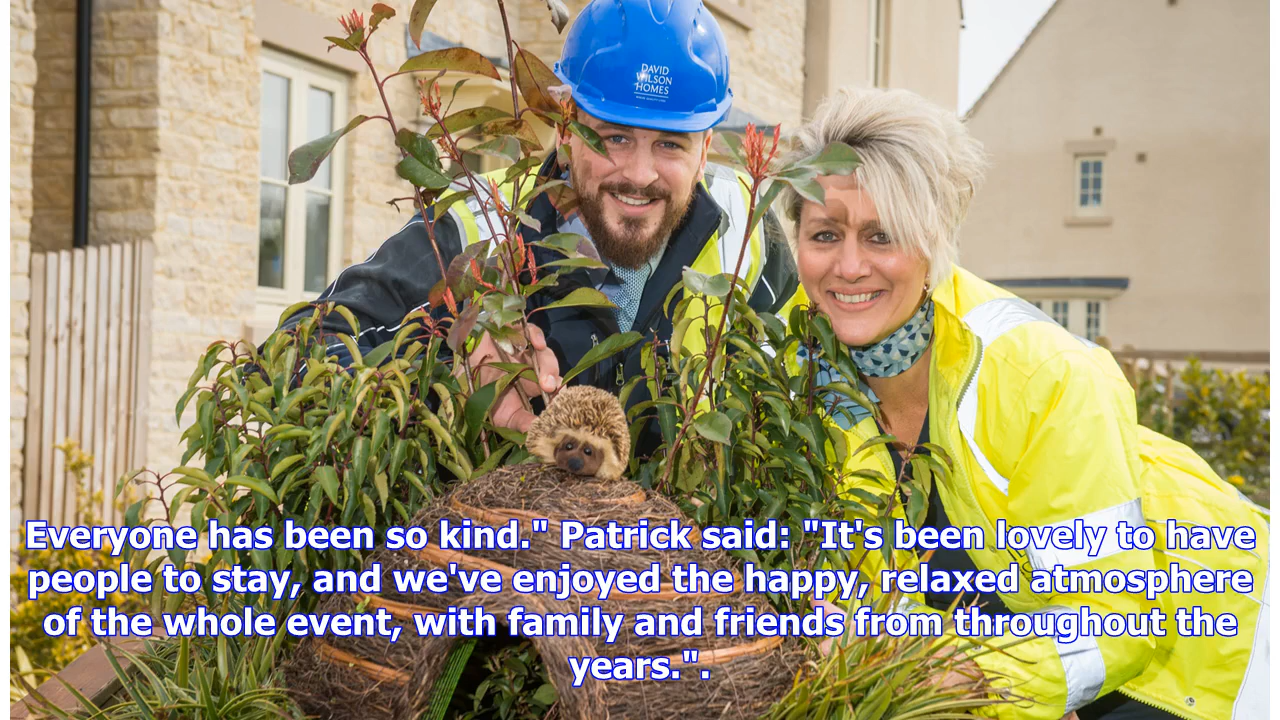 DAVID
WILSON
HOMES
Everyone has been so kind." Patrick said: "It's been lovely to have
people to stay, and we've enjoyed the happy, relaxed atmosphere
of the whole event, with family and friends from throughout the
years.".